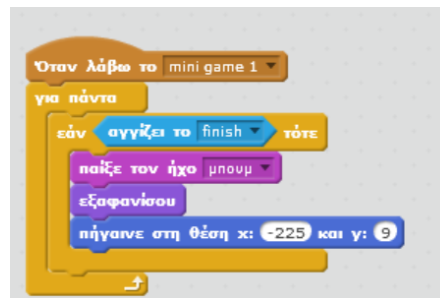 Όταν λάβω το mini game 1
για πάντα
εάν αγγίζει το finish τότε
παίξε τον ήχο μπουμ
εξαφανίσου
πήγαινε στη θέση x: -225 και y: 9